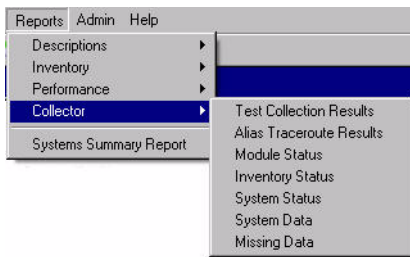 Reports Admin Help
Descriptions
Inventory
Performance
Collector
Systems Summary Report
Test Collection Results
Alias Traceroute Results
Module Status
Inventory Status
System Status
System Data
Missing Data